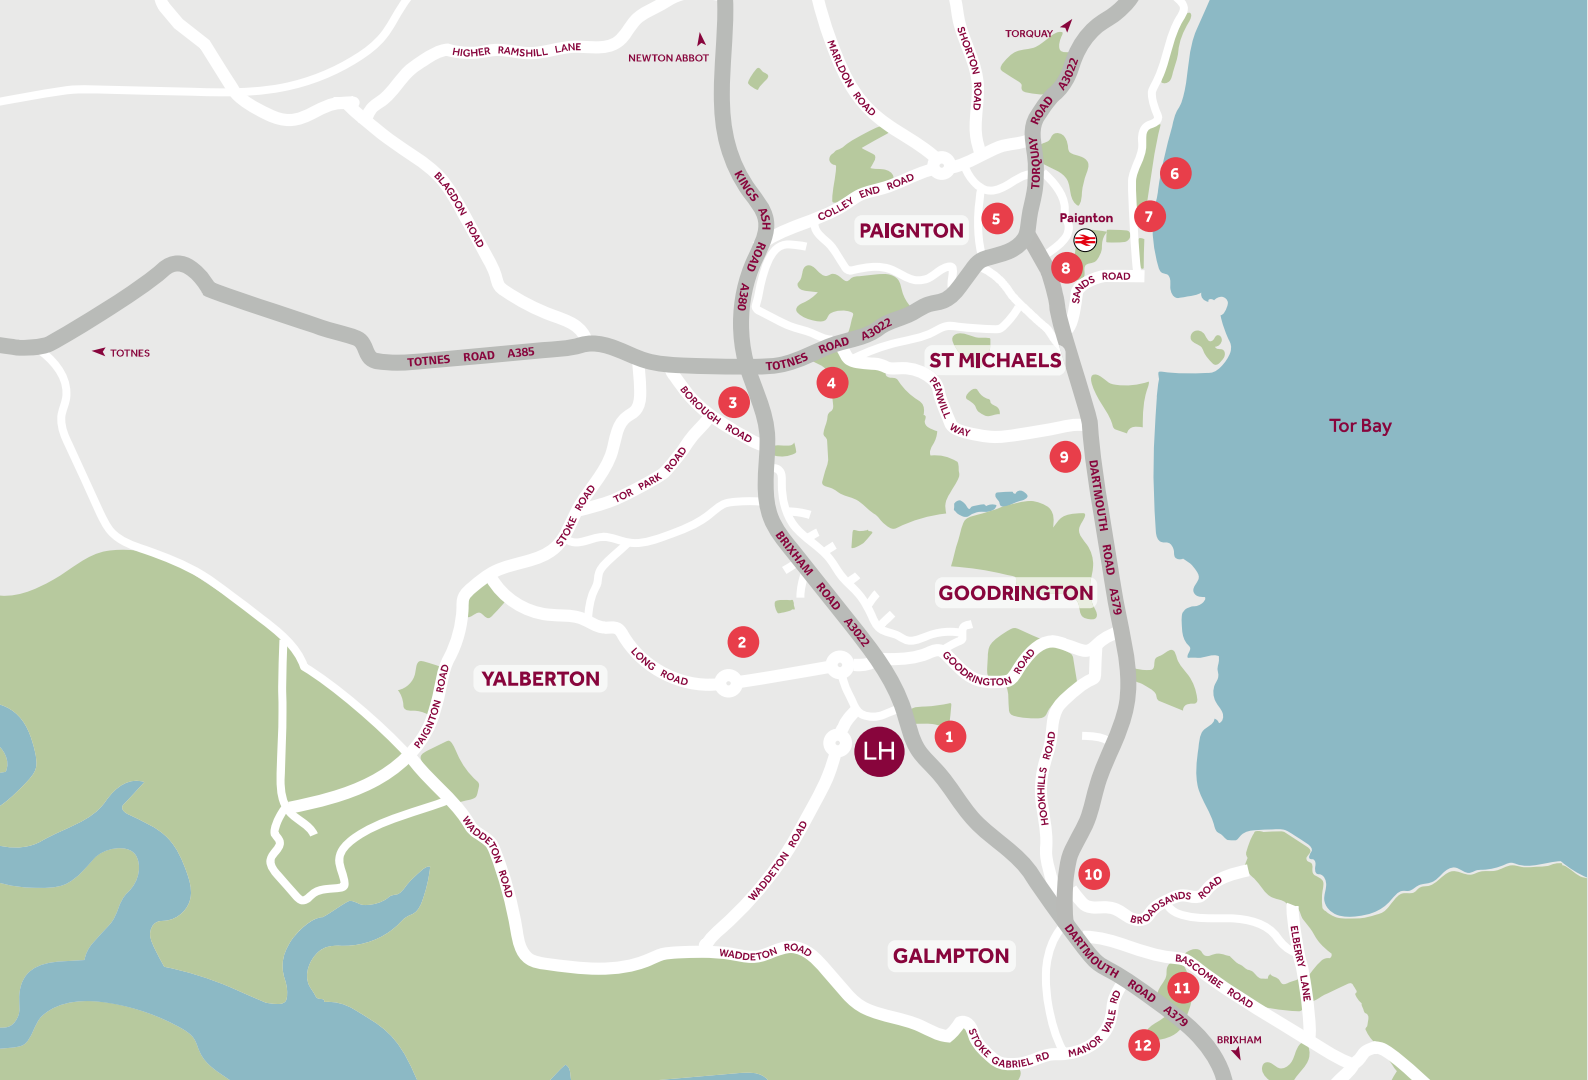 TORQUAY
HIGHER RAMSHILL LANE
NEWTON ABBOT
MARLDON ROAD
SHORTON ROAD
TORQUAY ROAD A3022
BLAGDON ROAD
KINGS ASH ROAD A380
COLLEY END ROAD
6
5
7
Paignton
PAIGNTON
8
SANDS ROAD
TOTNES
TOTNES ROAD A385
TOTNES ROAD A3022
ST MICHAELS
4
3
BOROUGH ROAD
PENWILL WAY
Tor Bay
9
TOR PARK ROAD
STOKE ROAD
DARTMOUTH ROAD A379
BRIXHAM ROAD A3022
GOODRINGTON
2
LONG ROAD
GOODRINGTON ROAD
YALBERTON
PAIGNTON ROAD
1
LH
HOOKHILLS ROAD
WADDETON ROAD
WADDETON ROAD
10
BROADSANDS ROAD
WADDETON ROAD
GALMPTON
DARTMOUTH ROAD A379
BASCOMBE ROAD
ELBERRY LANE
11
MANOR VALE RD
STOKE GABRIEL RD
12
BRIXHAM